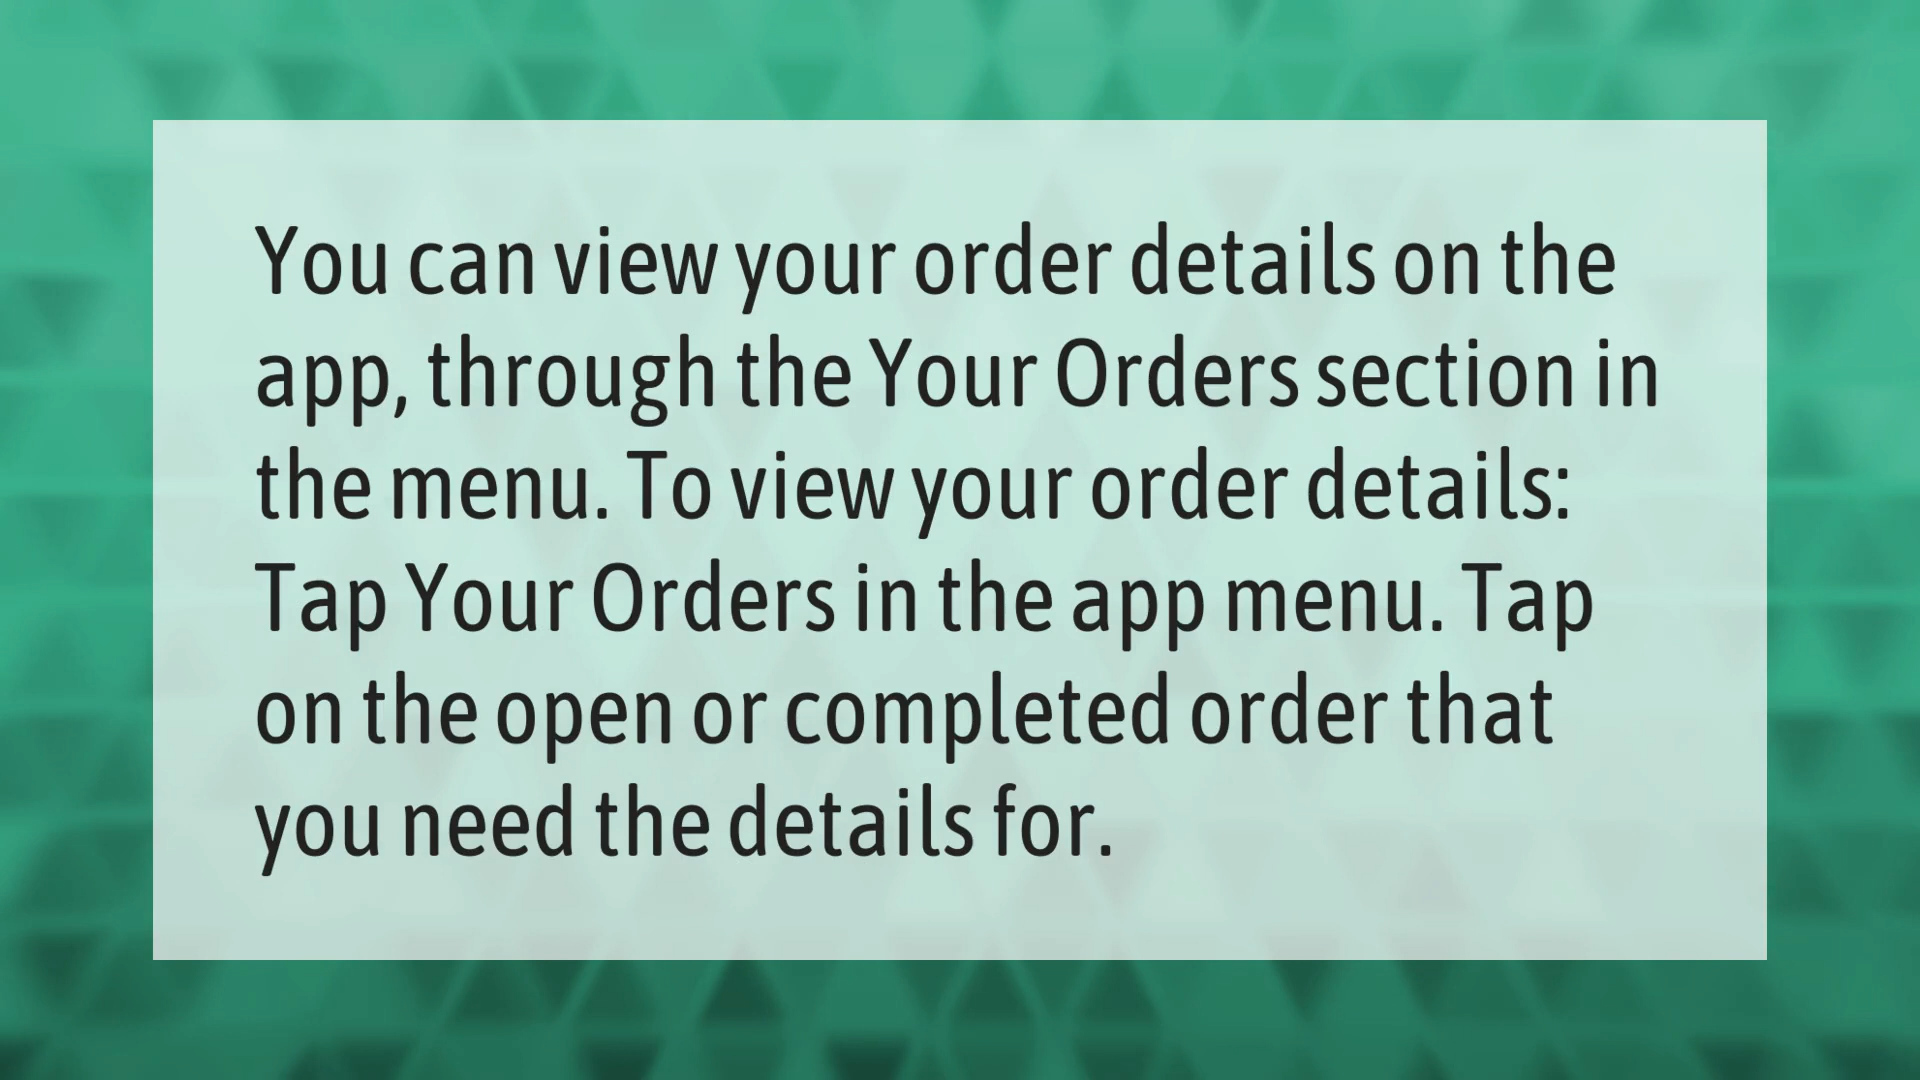 You can view your order details on the
app, through the Your Orders section in
the menu. To view your order details:
Tap Your Orders in the app menu. Tap
on the open or completed order that
you need the details for.